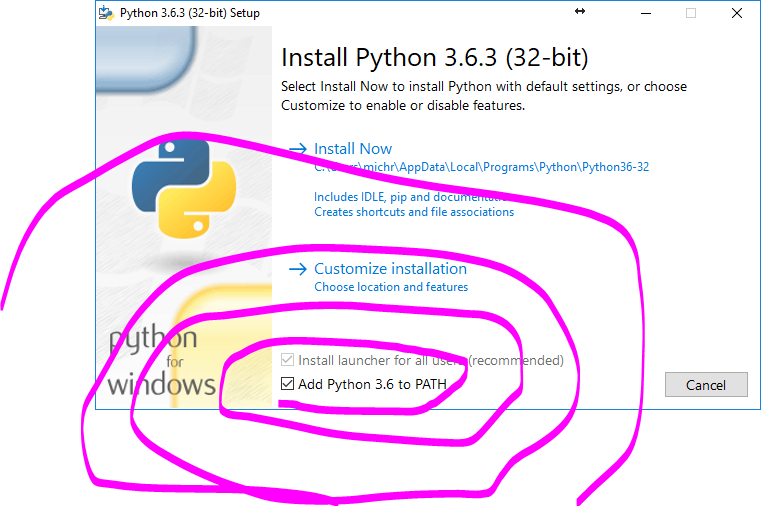 Python 3.6.3 (32-bit) Setup
Install Python 3.6.3 (32-bit)
Select Install Now to install Python with default settings, or choose
Customize to enable or disable features.
Install Now
C:\Users\michr\AppData\Local\Programs\Python\Python36-32
Includes IDLE, pip and documentation
Creates shortcuts and file associations
Customize installation
Choose location and features
python
for
windows
Install launcher for all users (recommended)
Add Python 3.6 to PATH
Cancel